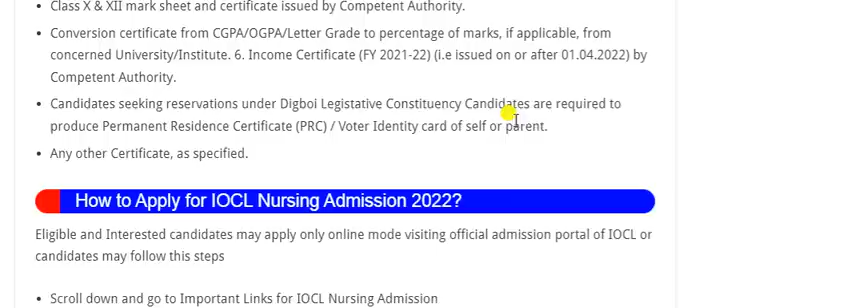 Class X & XII mark sheet and certificate issued by Competent Authority.
Conversion certificate from CGPA/OGPA/Letter Grade to percentage of marks, if applicable, from
concerned University/Institute. 6. Income Certificate (FY 2021-22) (i.e issued on or after 01.04.2022) by
Competent Authority.
Candidates seeking reservations under Digboi Legistative Constituency Candidates are required to
produce Permanent Residence Certificate (PRC) / Voter Identity card of self or parent.
Any other Certificate, as specified.
How to Apply for IOCL Nursing Admission 2022?
Eligible and Interested candidates may apply only online mode visiting official admission portal of IOCL or
candidates may follow this steps
Scroll down and go to Important Links for IOCL Nursing Admission